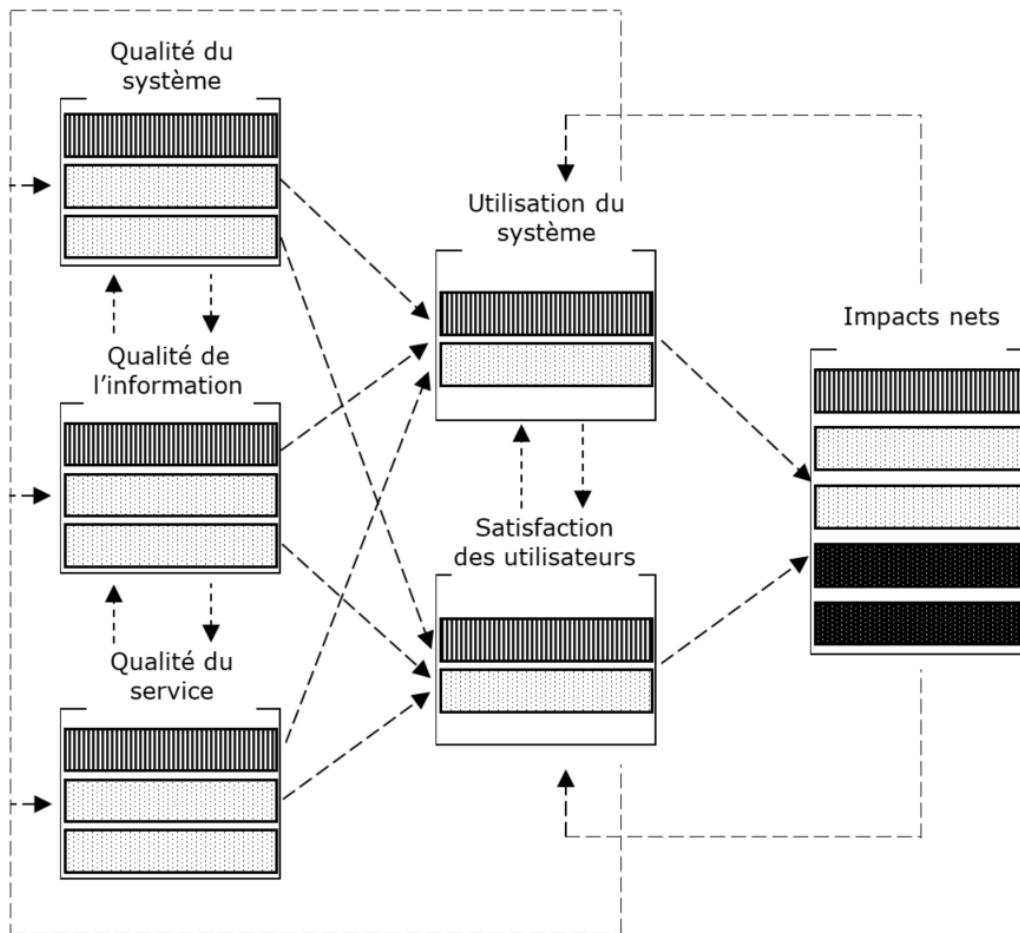 Qualité du
système
Utilisation du
système
Impacts nets
Qualité de
l'information
Satisfaction
des utilisateurs
Qualité du
service